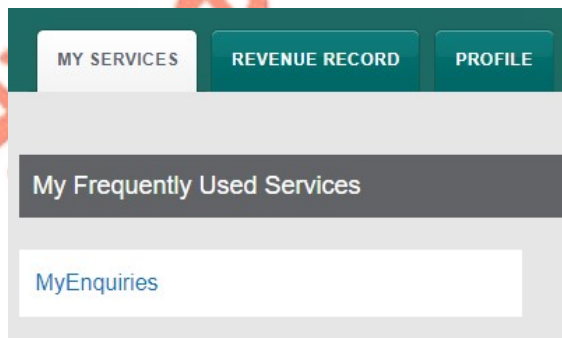 MY SERVICES REVENUE RECORD PROFILE
My Frequently Used Services
MyEnquiries